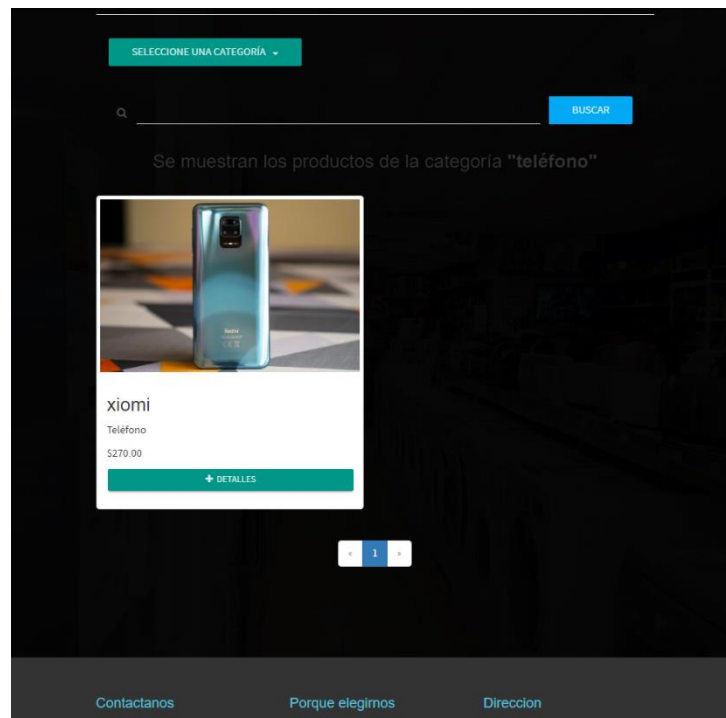 SELECCIONE UNA CATEGORÍA
BUSCAR
Se muestran los productos de la categoría "teléfono"
Redmi
xiomi
Teléfono
$270.00
+ DETALLES
« 1 »
Contactanos Porque elegirnos Direccion